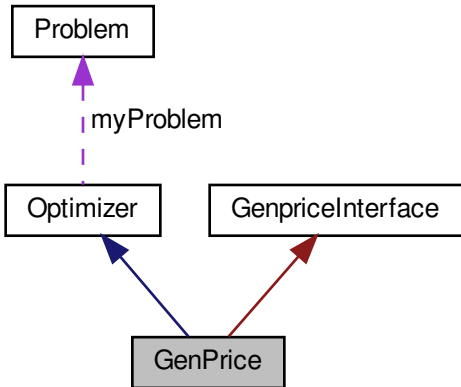 Problem
myProblem
Optimizer
GenpriceInterface
GenPrice